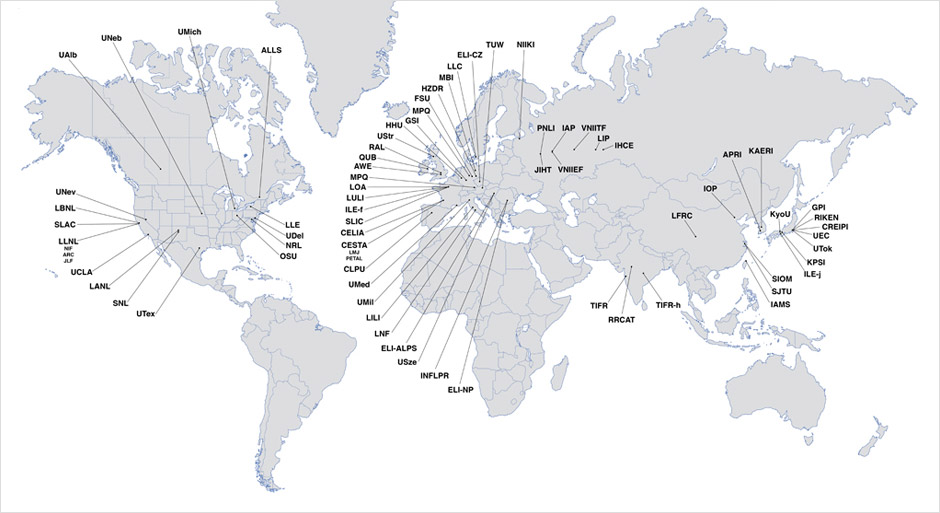 UAlb
UNeb
UMich
ALLS
UNev
LBNL
SLAC
LLNL
NIF
ARC
JLF
UCLA
LANL
SNL
UTex
LLE
UDel
NRL
OSU
TUW
NIIKI
ELI-CZ
LLC
MBI
HZDR
FSU
MPQ
GSI
HHU
UStr
RAL
QUB
AWE
MPQ
LOA
LULI
ILE-f
SLIC
CELIA
CESTA
LMJ
PETAL
CLPU
UMed
UMil
LILI
LNF
ELI-ALPS
USze
INFLPR
ELI-NP
PNLI
IAP
VNIITF
LIP
IHCE
JIHT
VNIIEF
APRI
KAERI
IOP
LFRC
KyoU
GPI
RIKEN
CREIPI
UEC
UTok
KPSI
ILE-j
SIOM
SJTU
IAMS
TIFR
RRCAT
TIFR-h